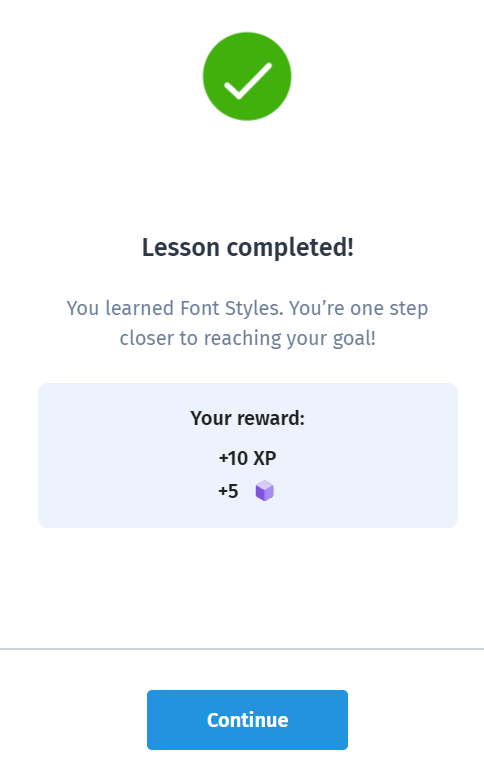 Lesson completed!
You learned Font Styles. You’re one step
closer to reaching your goal!
Your reward:
+10 XP
+5
Continue